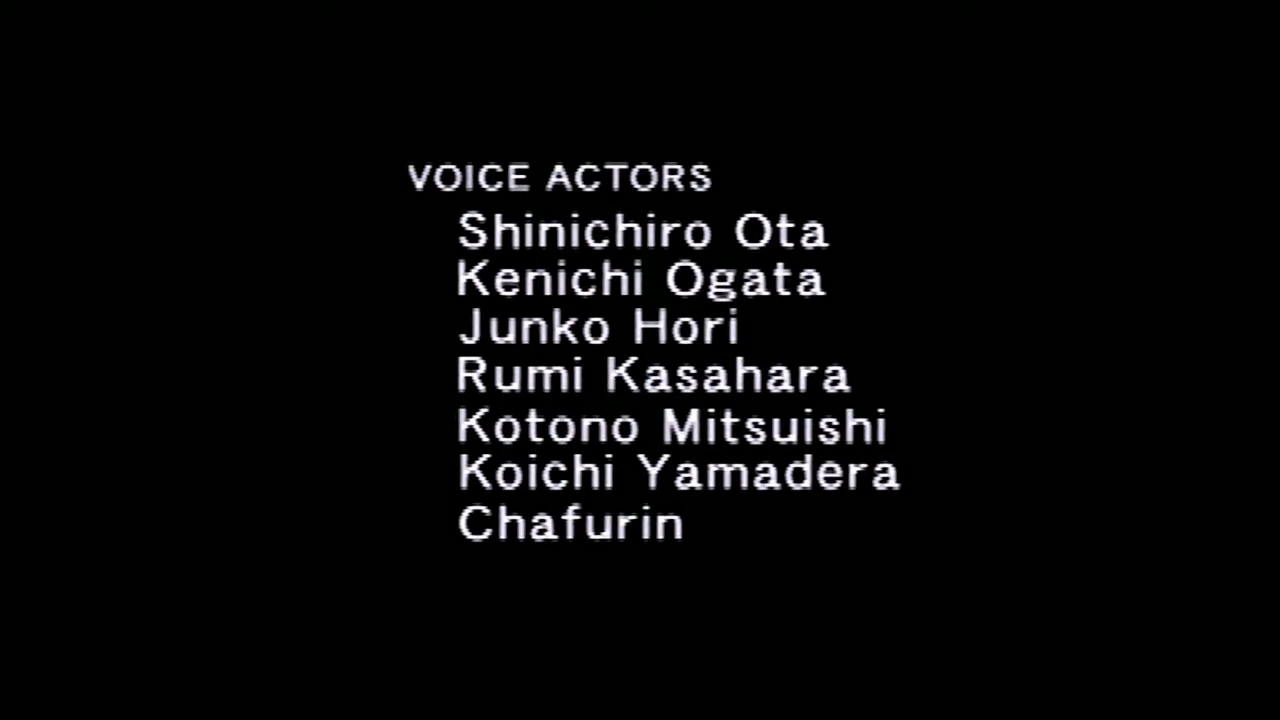 VOICE ACTORS
Shinichiro Ota
Kenichi Ogata
Junko Hori
Rumi Kasahara
Kotono Mitsuishi
Koichi Yamadera
Chafurin